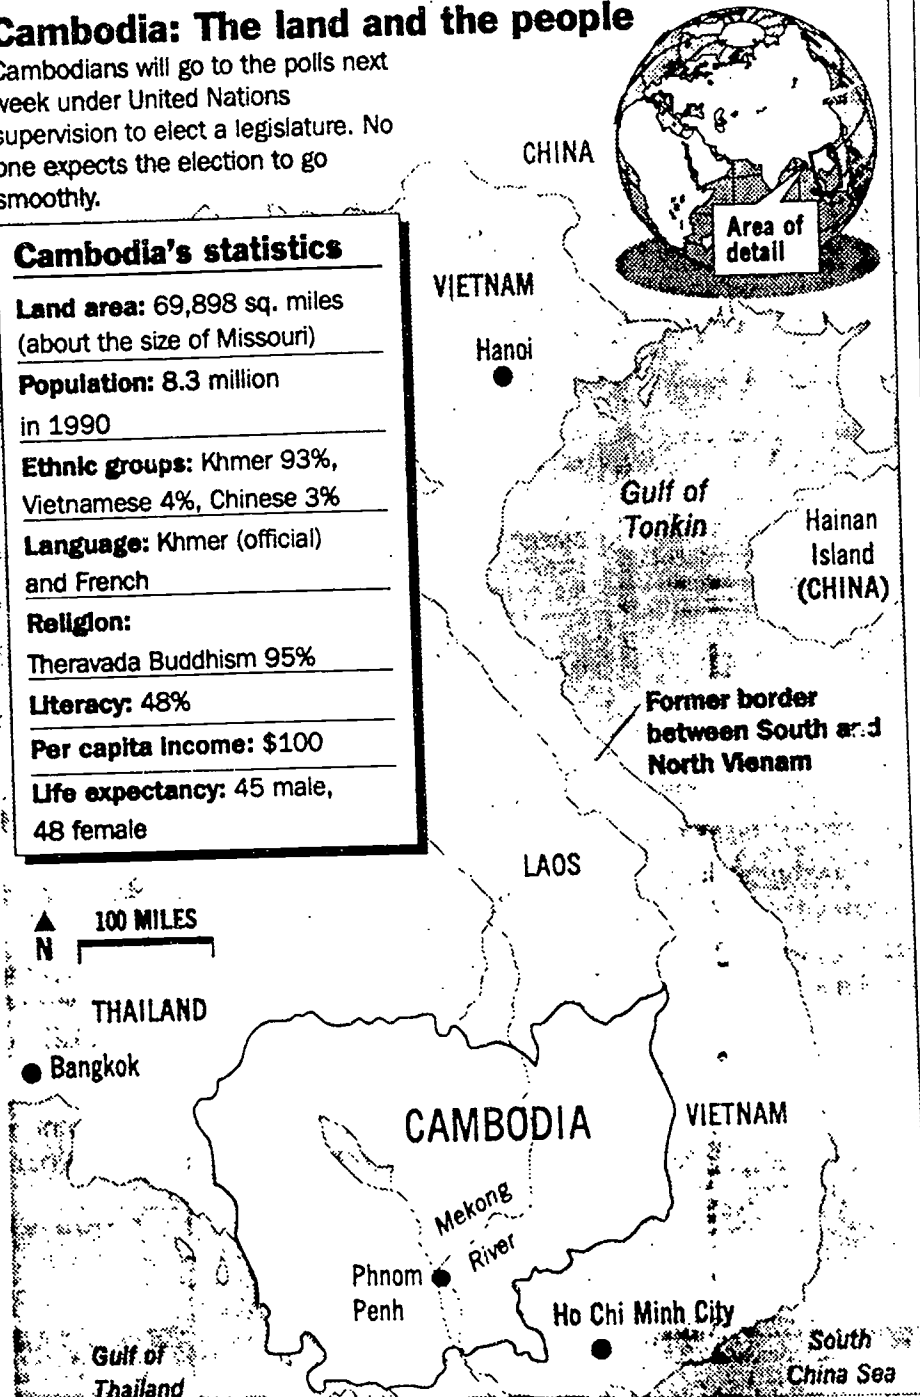 Cambodia: The land and the people
Cambodians will go to the polls next
week under United Nations
supervision to elect a legislature. No
one expects the election to go
smoothly.
Cambodia's statistics
Land area: 69,898 sq. miles
(about the size of Missouri)
Population: 8.3 million
in 1990
Ethnic groups: Khmer 93%,
Vietnamese 4%, Chinese 3%
Language: Khmer (official)
and French
Religion:
Theravada Buddhism 95%
Literacy: 48%
Per capita income: $100
Life expectancy: 45 male,
48 female
CHINA
Area of
detail
VIETNAM
Hanoi
Gulf of
Tonkin
Hainan
Island
(CHINA)
Former border
between South and
North Vienam
LAOS
N
100 MILES
THAILAND
Bangkok
CAMBODIA
VIETNAM
Mekong
River
Phnom
Penh
Ho Chi Minh City
Gulf of
Thailand
South
China Sea